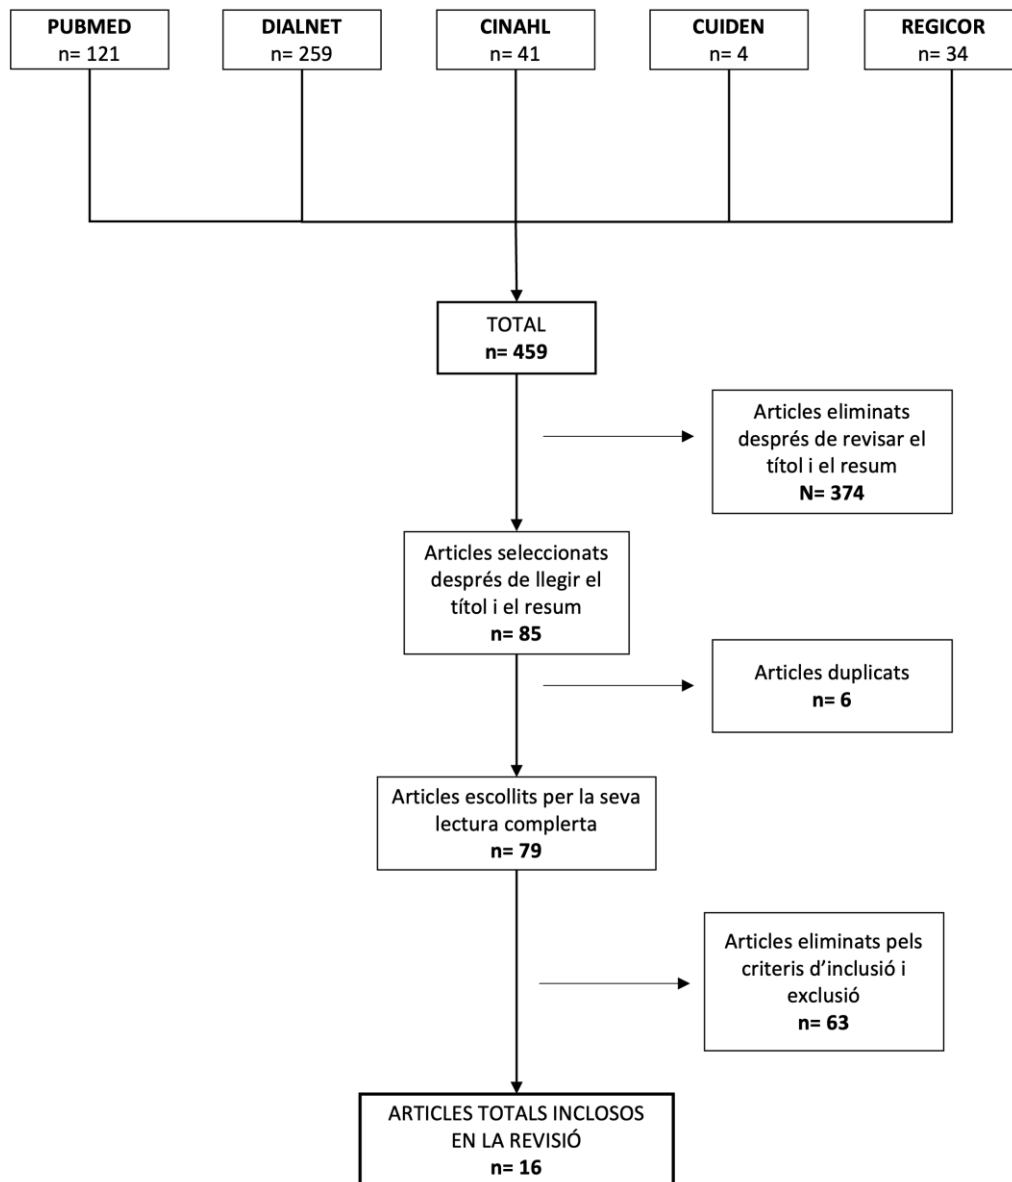 PUBMED
n= 121
DIALNET
n= 259
CINAHL
n= 41
CUIDEN
n= 4
REGICOR
n= 34
TOTAL
n= 459
Articles eliminats
després de revisar el
títol i el resum
N= 374
Articles seleccionats
després de llegir el
títol i el resum
n= 85
Articles duplicats
n= 6
Articles escollits per la seva
lectura complerta
n= 79
Articles eliminats pels
criteris d’inclusió i
exclusió
n= 63
ARTICLES TOTALS INCLOSOS
EN LA REVISIÓ
n= 16